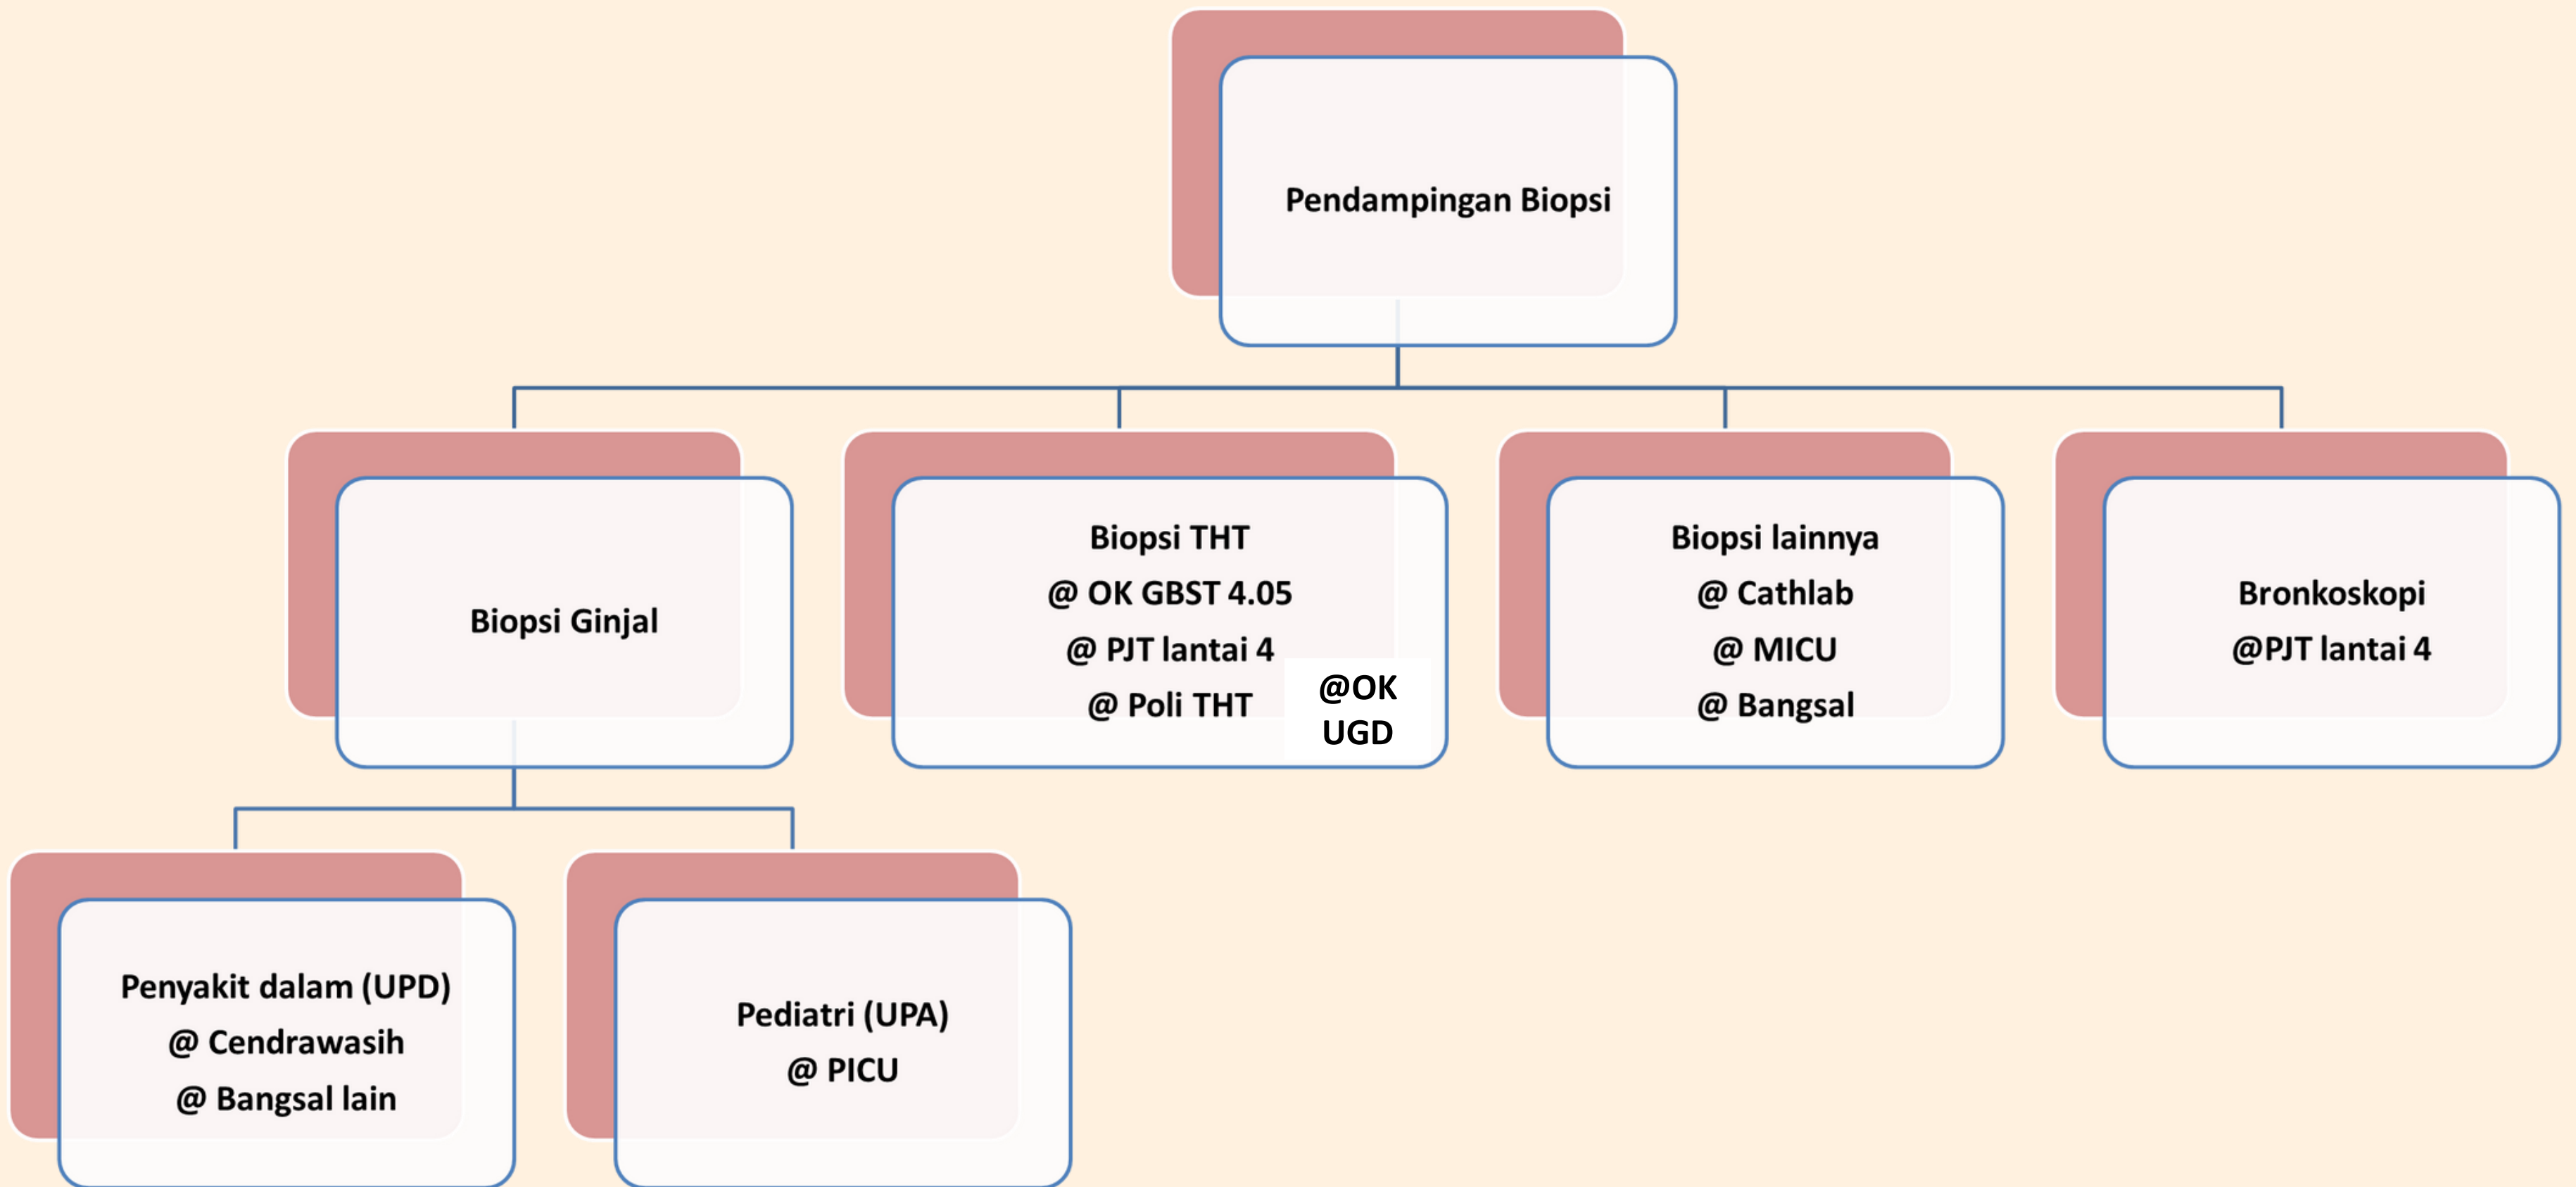 Pendampingan Biopsi
Biopsi Ginjal
Biopsi THT
@ OK GBST 4.05
@ PJT lantai 4
@ Poli THT
@OK
UGD
Biopsi lainnya
@ Cathlab
@ MICU
@ Bangsal
Bronkoskopi
@PJT lantai 4
Penyakit dalam (UPD)
@ Cendrawasih
@ Bangsal lain
Pediatri (UPA)
@ PICU